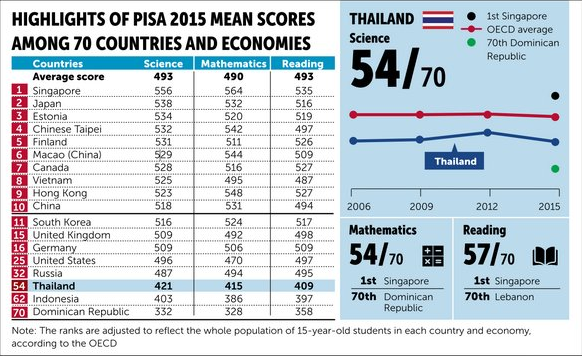 HIGHLIGHTS OF PISA 2015 MEAN SCORES
AMONG 70 COUNTRIES AND ECONOMIES
Countries Science Mathematics Reading
Average score 493 490 493
1 Singapore 556 564 535
2 Japan 538 532 516
3 Estonia 534 520 519
4 Chinese Taipei 532 542 497
5 Finland 531 511 526
6 Macao (China) 529 544 509
7 Canada 528 516 527
8 Vietnam 525 495 487
9 Hong Kong 523 548 527
10 China 518 531 494
11 South Korea 516 524 517
15 United Kingdom 509 492 498
16 Germany 509 506 509
25 United States 496 470 497
32 Russia 487 494 495
54 Thailand 421 415 409
62 Indonesia 403 386 397
70 Dominican Republic 332 328 358
THAILAND
Science
54/70
1st Singapore
OECD average
70th Dominican
Republic
Thailand
2006 2009 2012 2015
Mathematics
54/70
1st Singapore
70th Dominican
Republic
Reading
57/70
1st Singapore
70th Lebanon
Note: The ranks are adjusted to reflect the whole population of 15-year-old students in each country and economy,
according to the OECD